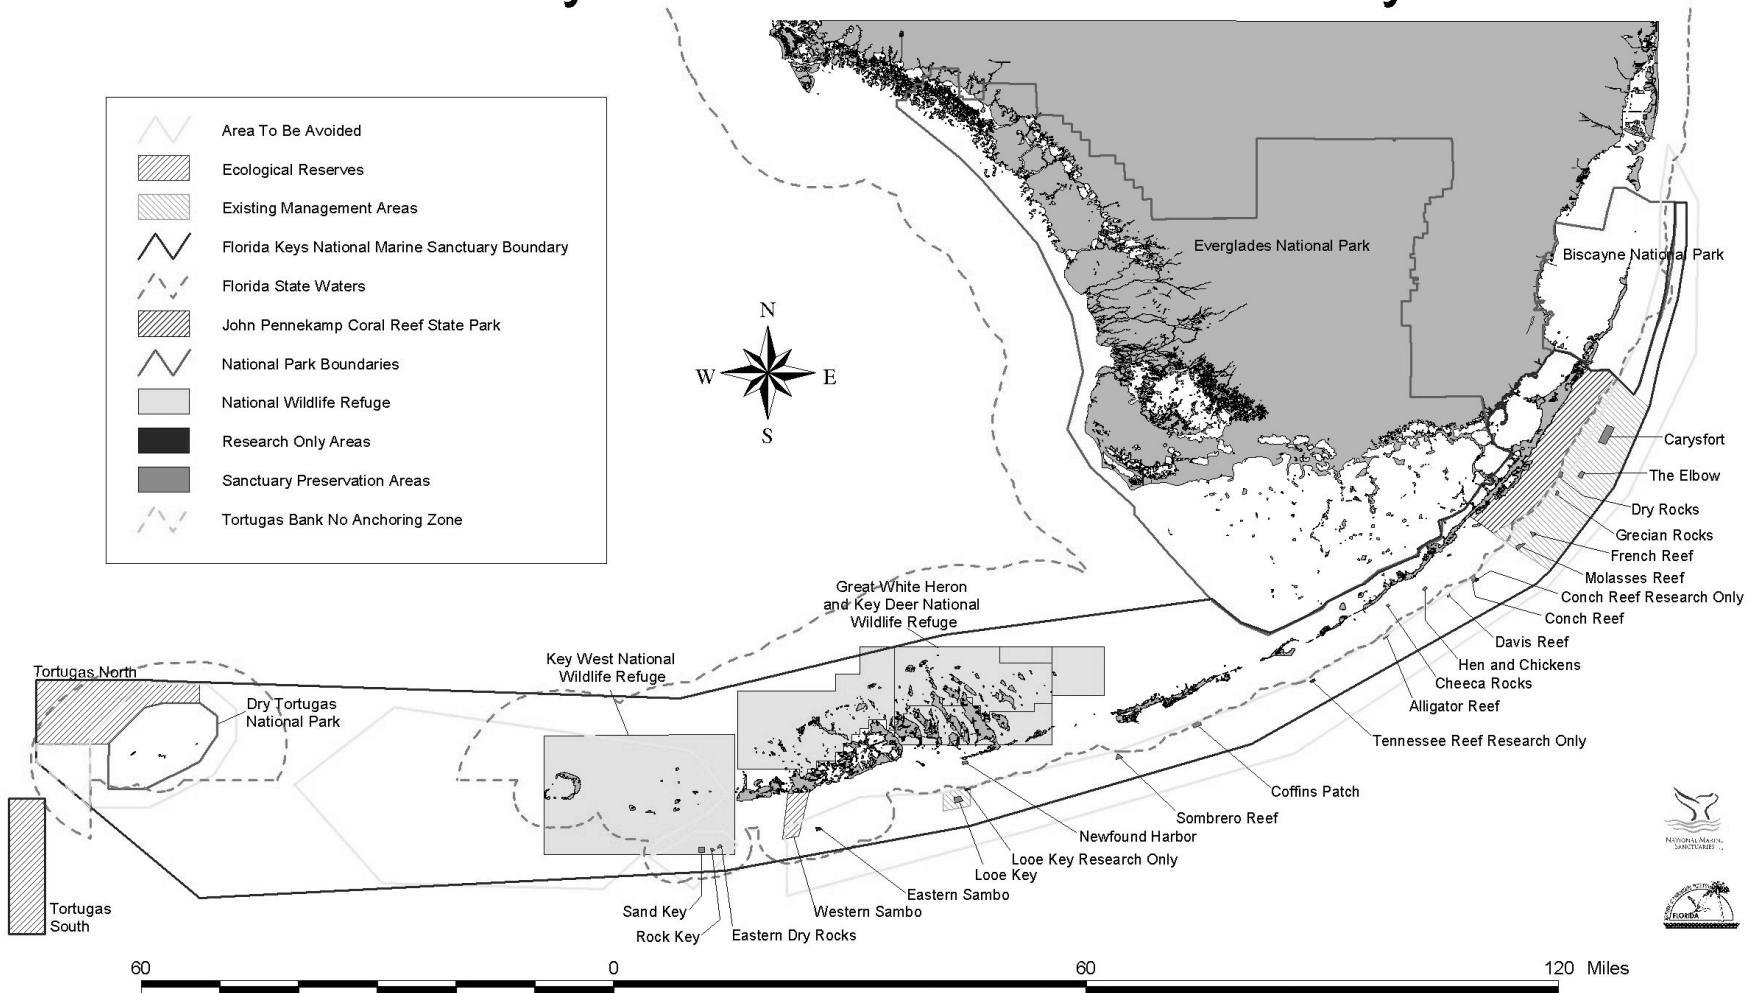 Area To Be Avoided
Ecological Reserves
Existing Management Areas
Florida Keys National Marine Sanctuary Boundary
Florida State Waters
John Pennekamp Coral Reef State Park
National Park Boundaries
National Wildlife Refuge
Research Only Areas
Sanctuary Preservation Areas
Tortugas Bank No Anchoring Zone
N
W
E
S
Everglades National Park
Biscayne National Park
Carysfort
The Elbow
Dry Rocks
Grecian Rocks
French Reef
Molasses Reef
Conch Reef Research Only
Conch Reef
Davis Reef
Hen and Chickens
Cheeca Rocks
Alligator Reef
Tennessee Reef Research Only
Coffins Patch
Sombrero Reef
Newfound Harbor
Looe Key Research Only
Looe Key
Eastern Sambo
Western Sambo
Eastern Dry Rocks
Rock Key
Sand Key
Great White Heron
and Key Deer National
Wildlife Refuge
Key West National
Wildlife Refuge
Tortugas North
Dry Tortugas
National Park
Tortugas
South
NATIONAL MARINE
SANCTUARIES
FLORIDA
60
0
60
120 Miles